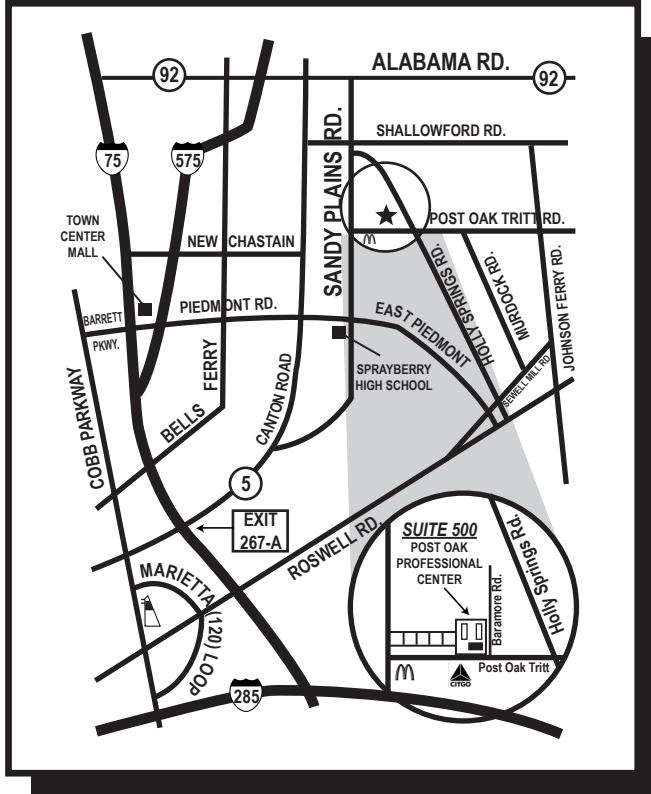 ALABAMA RD.
92
92
SHALLOWFORD RD.
75
575
SANDY PLAINS RD.
TOWN
CENTER
MALL
NEW CHASTAIN
POST OAK TRITT RD.
HOLLY SPRINGS RD.
MURDOCK RD.
JOHNSON FERRY RD.
PIEDMONT RD.
EAST PIEDMONT
BARRETT
PKWY.
SPRAYBERRY
HIGH SCHOOL
SEWELL MILL RD.
COBB PARKWAY
BELLS
FERRY
CANTON ROAD
5
EXIT
267-A
ROSWELL RD.
MARIETTA
(120) LOOP
285
SUITE 500
POST OAK
PROFESSIONAL
CENTER
Baramore Rd.
Holly Springs Rd.
Post Oak Tritt
CITGO